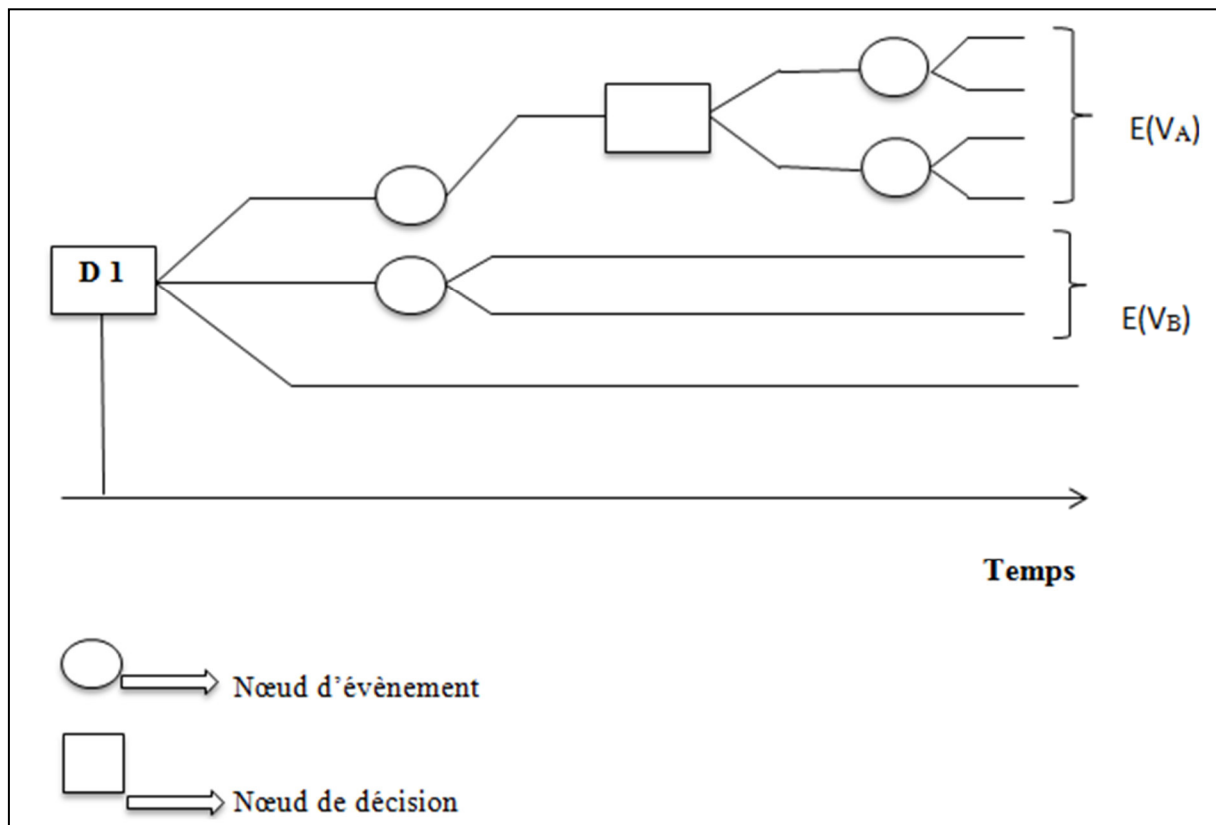 E(VA)
D 1
E(VB)
Temps
Nœud d'évènement
Nœud de décision